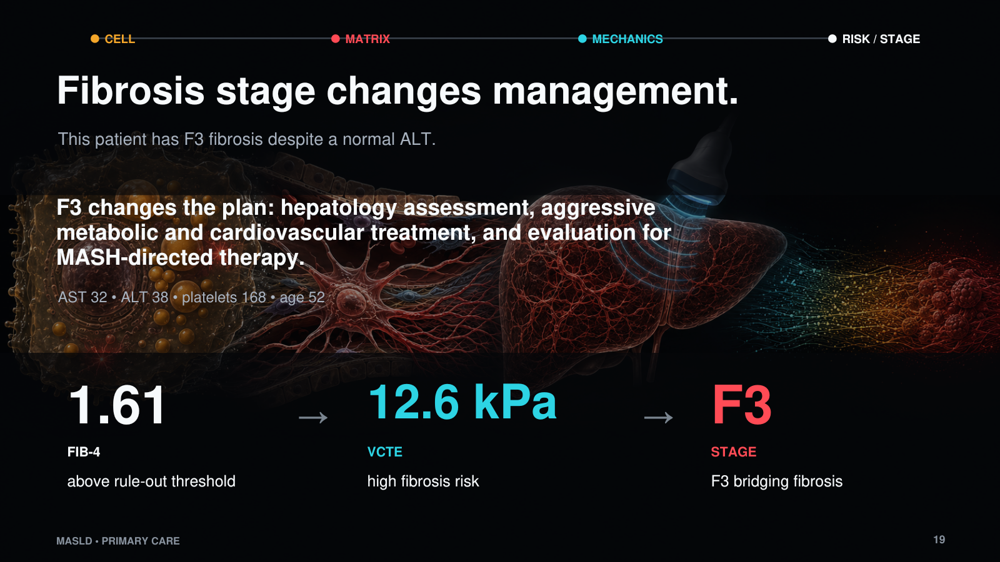 CELL
MATRIX
MECHANICS
RISK / STAGE
Fibrosis stage changes management.
This patient has F3 fibrosis despite a normal ALT.
F3 changes the plan: hepatology assessment, aggressive
metabolic and cardiovascular treatment, and evaluation for
MASH-directed therapy.
AST 32 • ALT 38 • platelets 168 • age 52
1.61
→
12.6 kPa
→
F3
FIB-4
VCTE
STAGE
above rule-out threshold
high fibrosis risk
F3 bridging fibrosis
MASLD • PRIMARY CARE
19